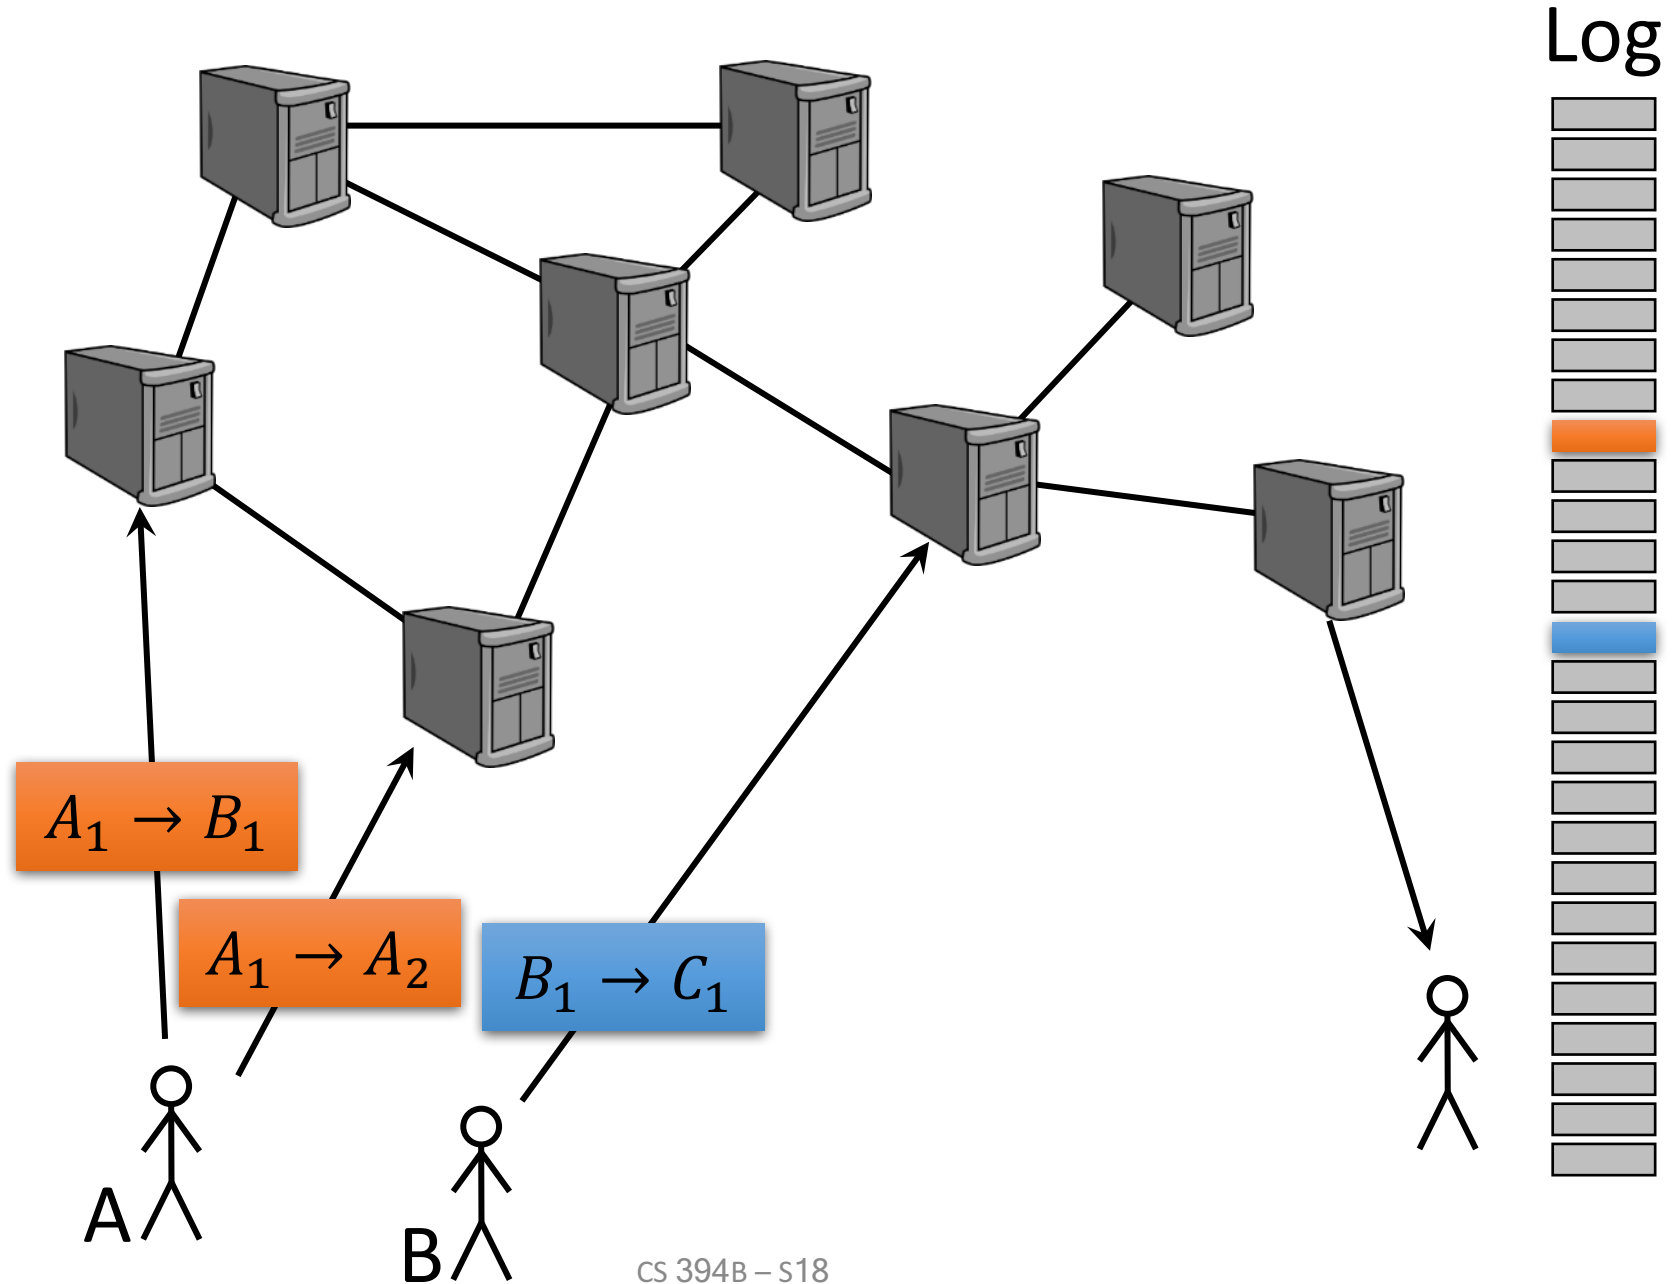 Log
A₁ → B₁
A₁ → A₂
B₁ → C₁
A
B
CS 394B – S18